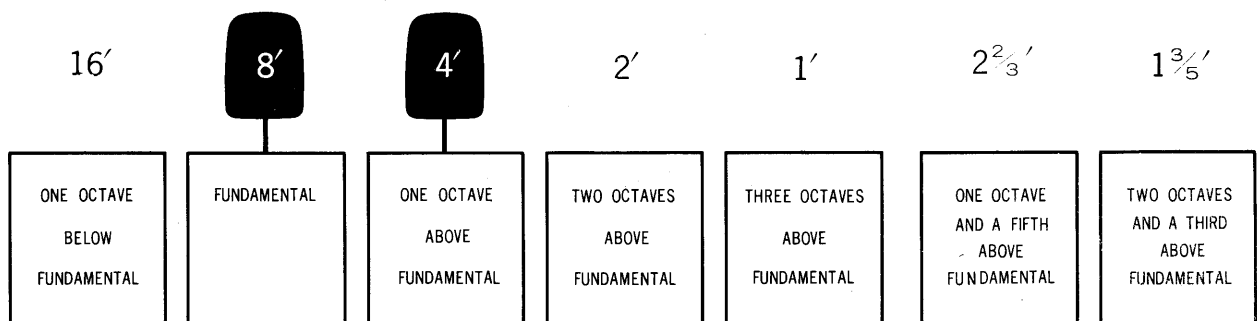 16′ 8′ 4′ 2′ 1′ 2⅔′ 1⅗′
ONE OCTAVE
BELOW
FUNDAMENTAL
FUNDAMENTAL
ONE OCTAVE
ABOVE
FUNDAMENTAL
TWO OCTAVES
ABOVE
FUNDAMENTAL
THREE OCTAVES
ABOVE
FUNDAMENTAL
ONE OCTAVE
AND A FIFTH
ABOVE
FUNDAMENTAL
TWO OCTAVES
AND A THIRD
ABOVE
FUNDAMENTAL